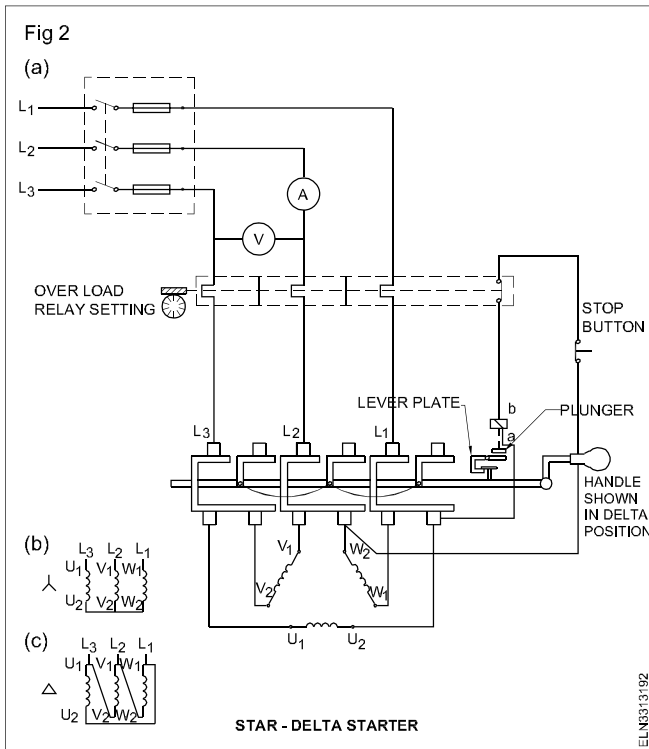 Fig 2
(a)
L1
L2
L3
A
V
OVER LOAD
RELAY SETTING
STOP
BUTTON
LEVER PLATE
b
PLUNGER
a
L3
L2
L1
HANDLE
SHOWN
IN DELTA
POSITION
V1
W2
V2
W1
U1
U2
(b)
L3 L2 L1
U1 V1 W1
U2 V2 W2
(c)
L3 L2 L1
U1 V1 W1
U2 V2 W2
STAR - DELTA STARTER
ELN3313192